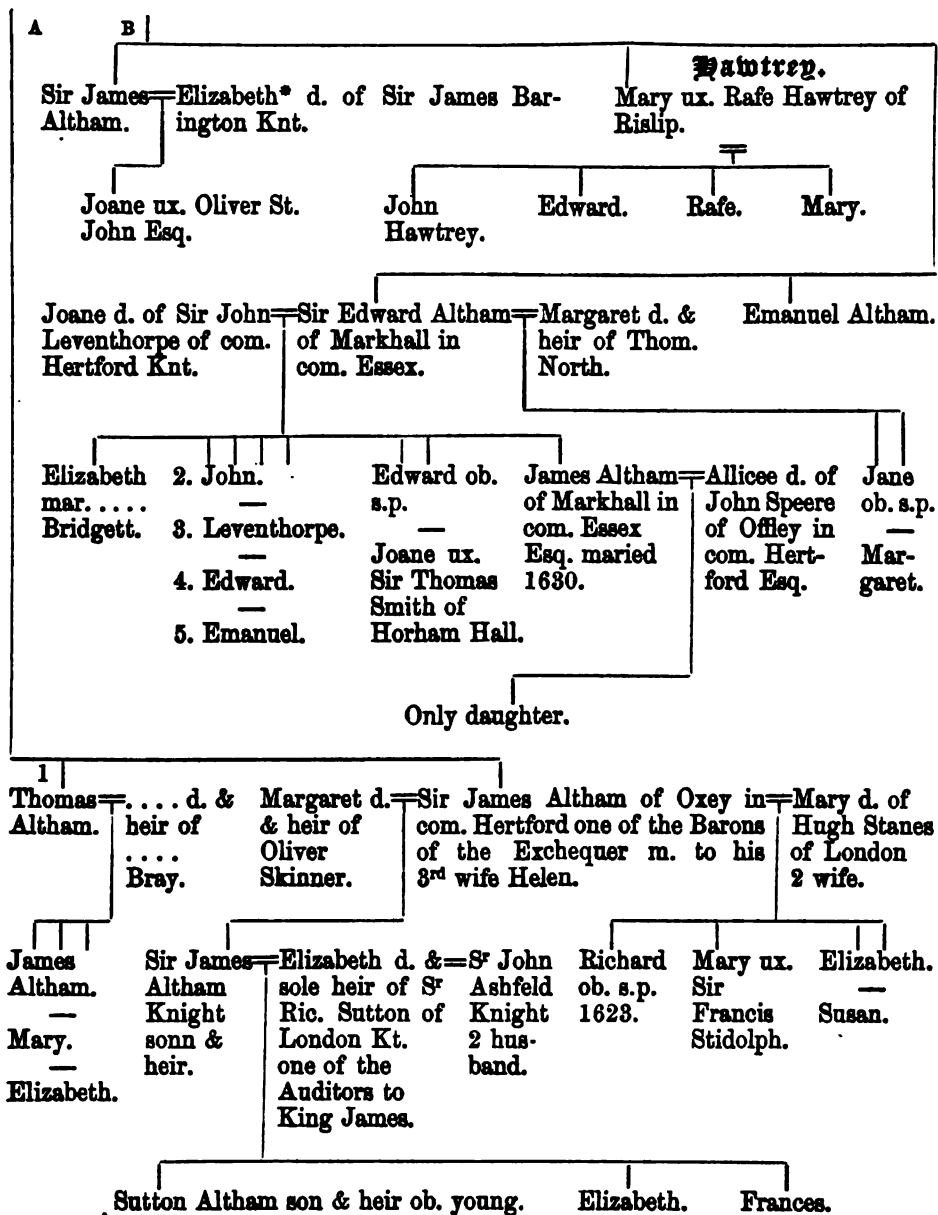 A B
Hawtrey.
Sir James Elizabeth* d. of Sir James Bar-
Altham. ington Knt.
Mary ux. Rafe Hawtrey of
Rislip.
Joane ux. Oliver St.
John Esq.
John
Hawtrey.
Edward.
Rafe.
Mary.
Joane d. of Sir John
Leventhorpe of com.
Hertford Knt.
Sir Edward Altham
of Markhall in
com. Essex.
Margaret d. &
heir of Thom.
North.
Emanuel Altham.
Elizabeth
mar.....
Bridgett.
2. John.
—
3. Leventhorpe.
—
4. Edward.
—
5. Emanuel.
Edward ob.
s.p.
—
Joane ux.
Sir Thomas
Smith of
Horham Hall.
James Altham
of Markhall in
com. Essex
Esq. maried
1630.
Allicee d. of
John Speere
of Offley in
com. Hert-
ford Esq.
Jane
ob. s.p.
—
Mar-
garet.
Only daughter.
1
Thomas
Altham.
.... d. &
heir of
....
Bray.
Margaret d.
& heir of
Oliver
Skinner.
Sir James Altham of Oxey in
com. Hertford one of the Barons
of the Exchequer m. to his
3rd wife Helen.
Mary d. of
Hugh Stanes
of London
2 wife.
James
Altham.
—
Mary.
—
Elizabeth.
Sir James
Altham
Knight
sonn &
heir.
Elizabeth d. &
sole heir of Sr
Ric. Sutton of
London Kt.
one of the
Auditors to
King James.
Sr John
Ashfeld
Knight
2 hus-
band.
Richard
ob. s.p.
1623.
Mary ux.
Sir
Francis
Stidolph.
Elizabeth.
—
Susan.
Sutton Altham son & heir ob. young.
Elizabeth.
Frances.